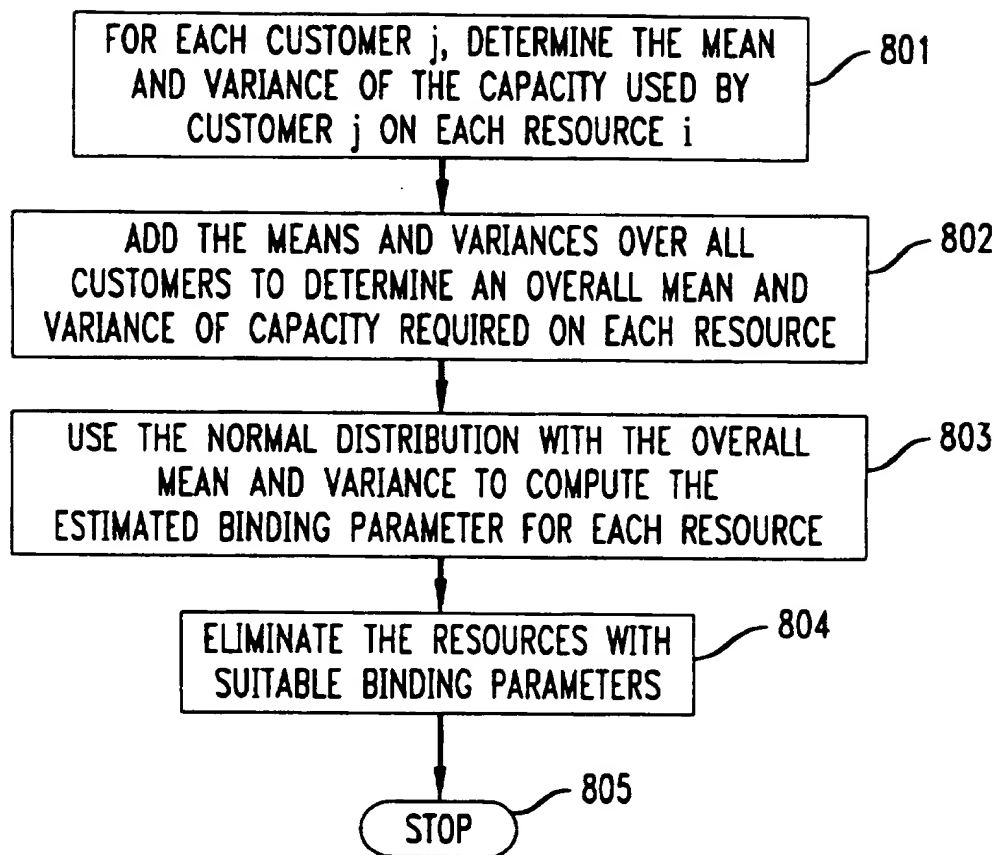 FOR EACH CUSTOMER j, DETERMINE THE MEAN
AND VARIANCE OF THE CAPACITY USED BY
CUSTOMER j ON EACH RESOURCE i
801
ADD THE MEANS AND VARIANCES OVER ALL
CUSTOMERS TO DETERMINE AN OVERALL MEAN AND
VARIANCE OF CAPACITY REQUIRED ON EACH RESOURCE
802
USE THE NORMAL DISTRIBUTION WITH THE OVERALL
MEAN AND VARIANCE TO COMPUTE THE
ESTIMATED BINDING PARAMETER FOR EACH RESOURCE
803
ELIMINATE THE RESOURCES WITH
SUITABLE BINDING PARAMETERS
804
STOP
805